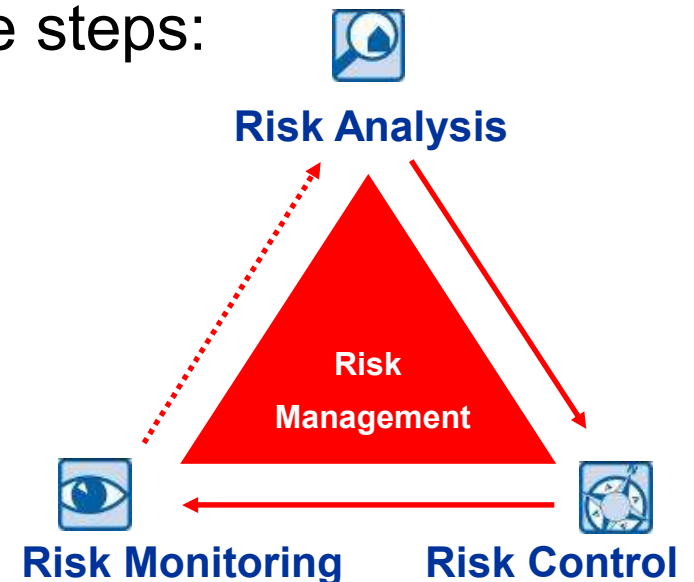 e steps:
Risk Analysis
Risk
Management
Risk Monitoring
Risk Control